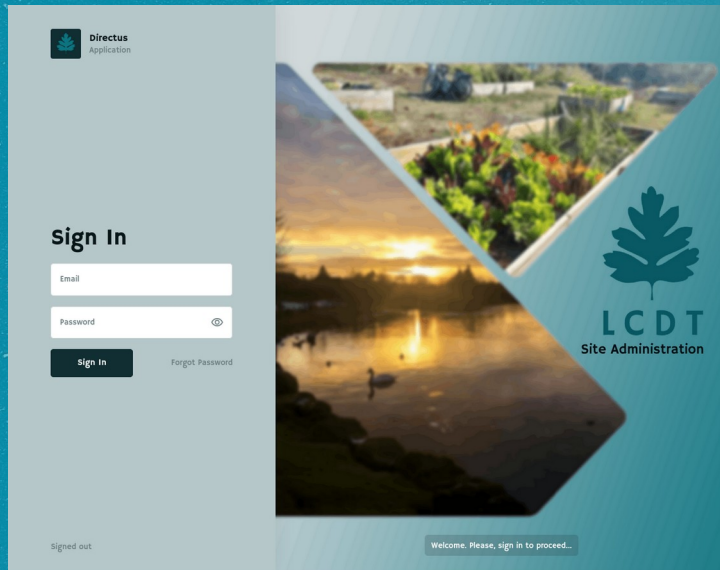 Directus
Application
Sign In
Email
Password
Sign In
Forgot Password
Signed out
LCDT
Site Administration
Welcome. Please, sign in to proceed...